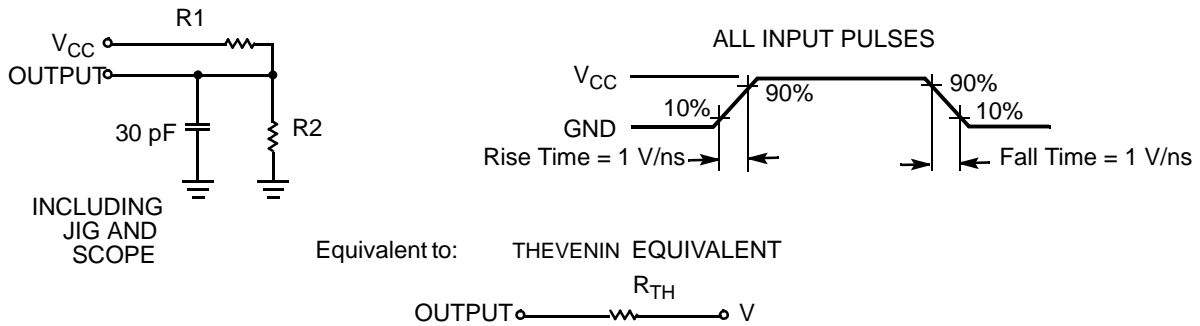 R1
V_CC
OUTPUT
30 pF
R2
INCLUDING
JIG AND
SCOPE
ALL INPUT PULSES
V_CC
GND
10%
90%
90%
10%
Rise Time = 1 V/ns
Fall Time = 1 V/ns
Equivalent to: THEVENIN EQUIVALENT
R_TH
OUTPUT
V